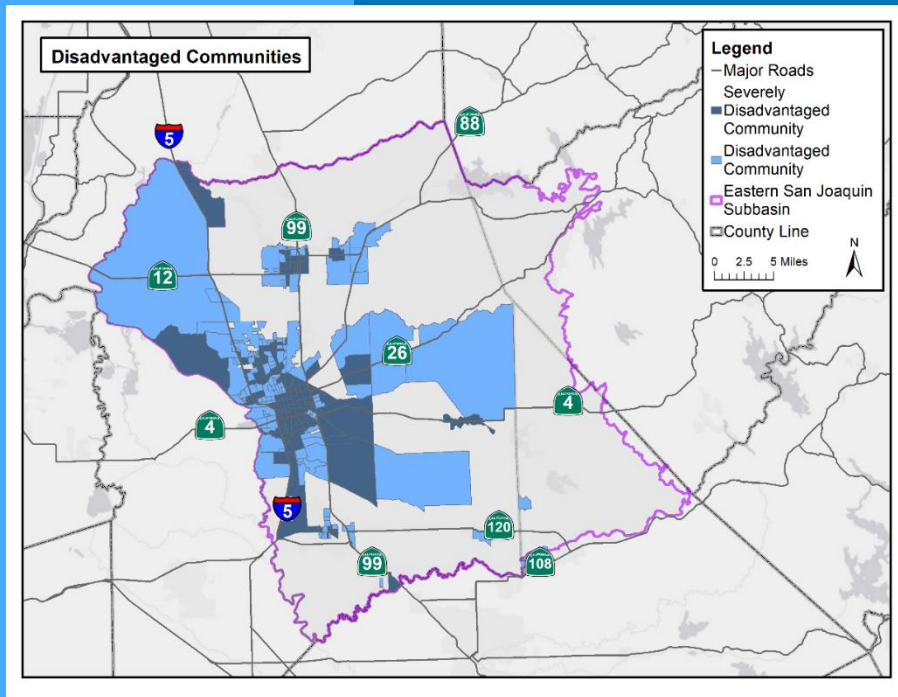 Disadvantaged Communities
Legend
Major Roads
Severely
Disadvantaged
Community
Disadvantaged
Community
Eastern San Joaquin
Subbasin
County Line
N
0 2.5 5 Miles
88
5
99
12
26
4
4
5
120
99
108